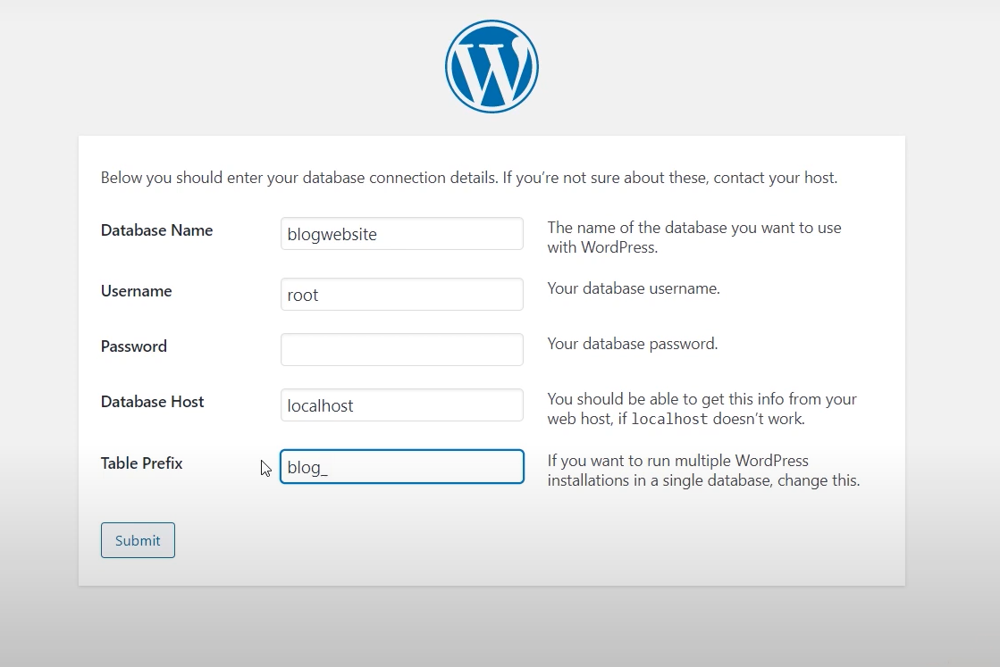 Below you should enter your database connection details. If you’re not sure about these, contact your host.
Database Name
blogwebsite
The name of the database you want to use
with WordPress.
Username
root
Your database username.
Password
Your database password.
Database Host
localhost
You should be able to get this info from your
web host, if localhost doesn’t work.
Table Prefix
blog_
If you want to run multiple WordPress
installations in a single database, change this.
Submit